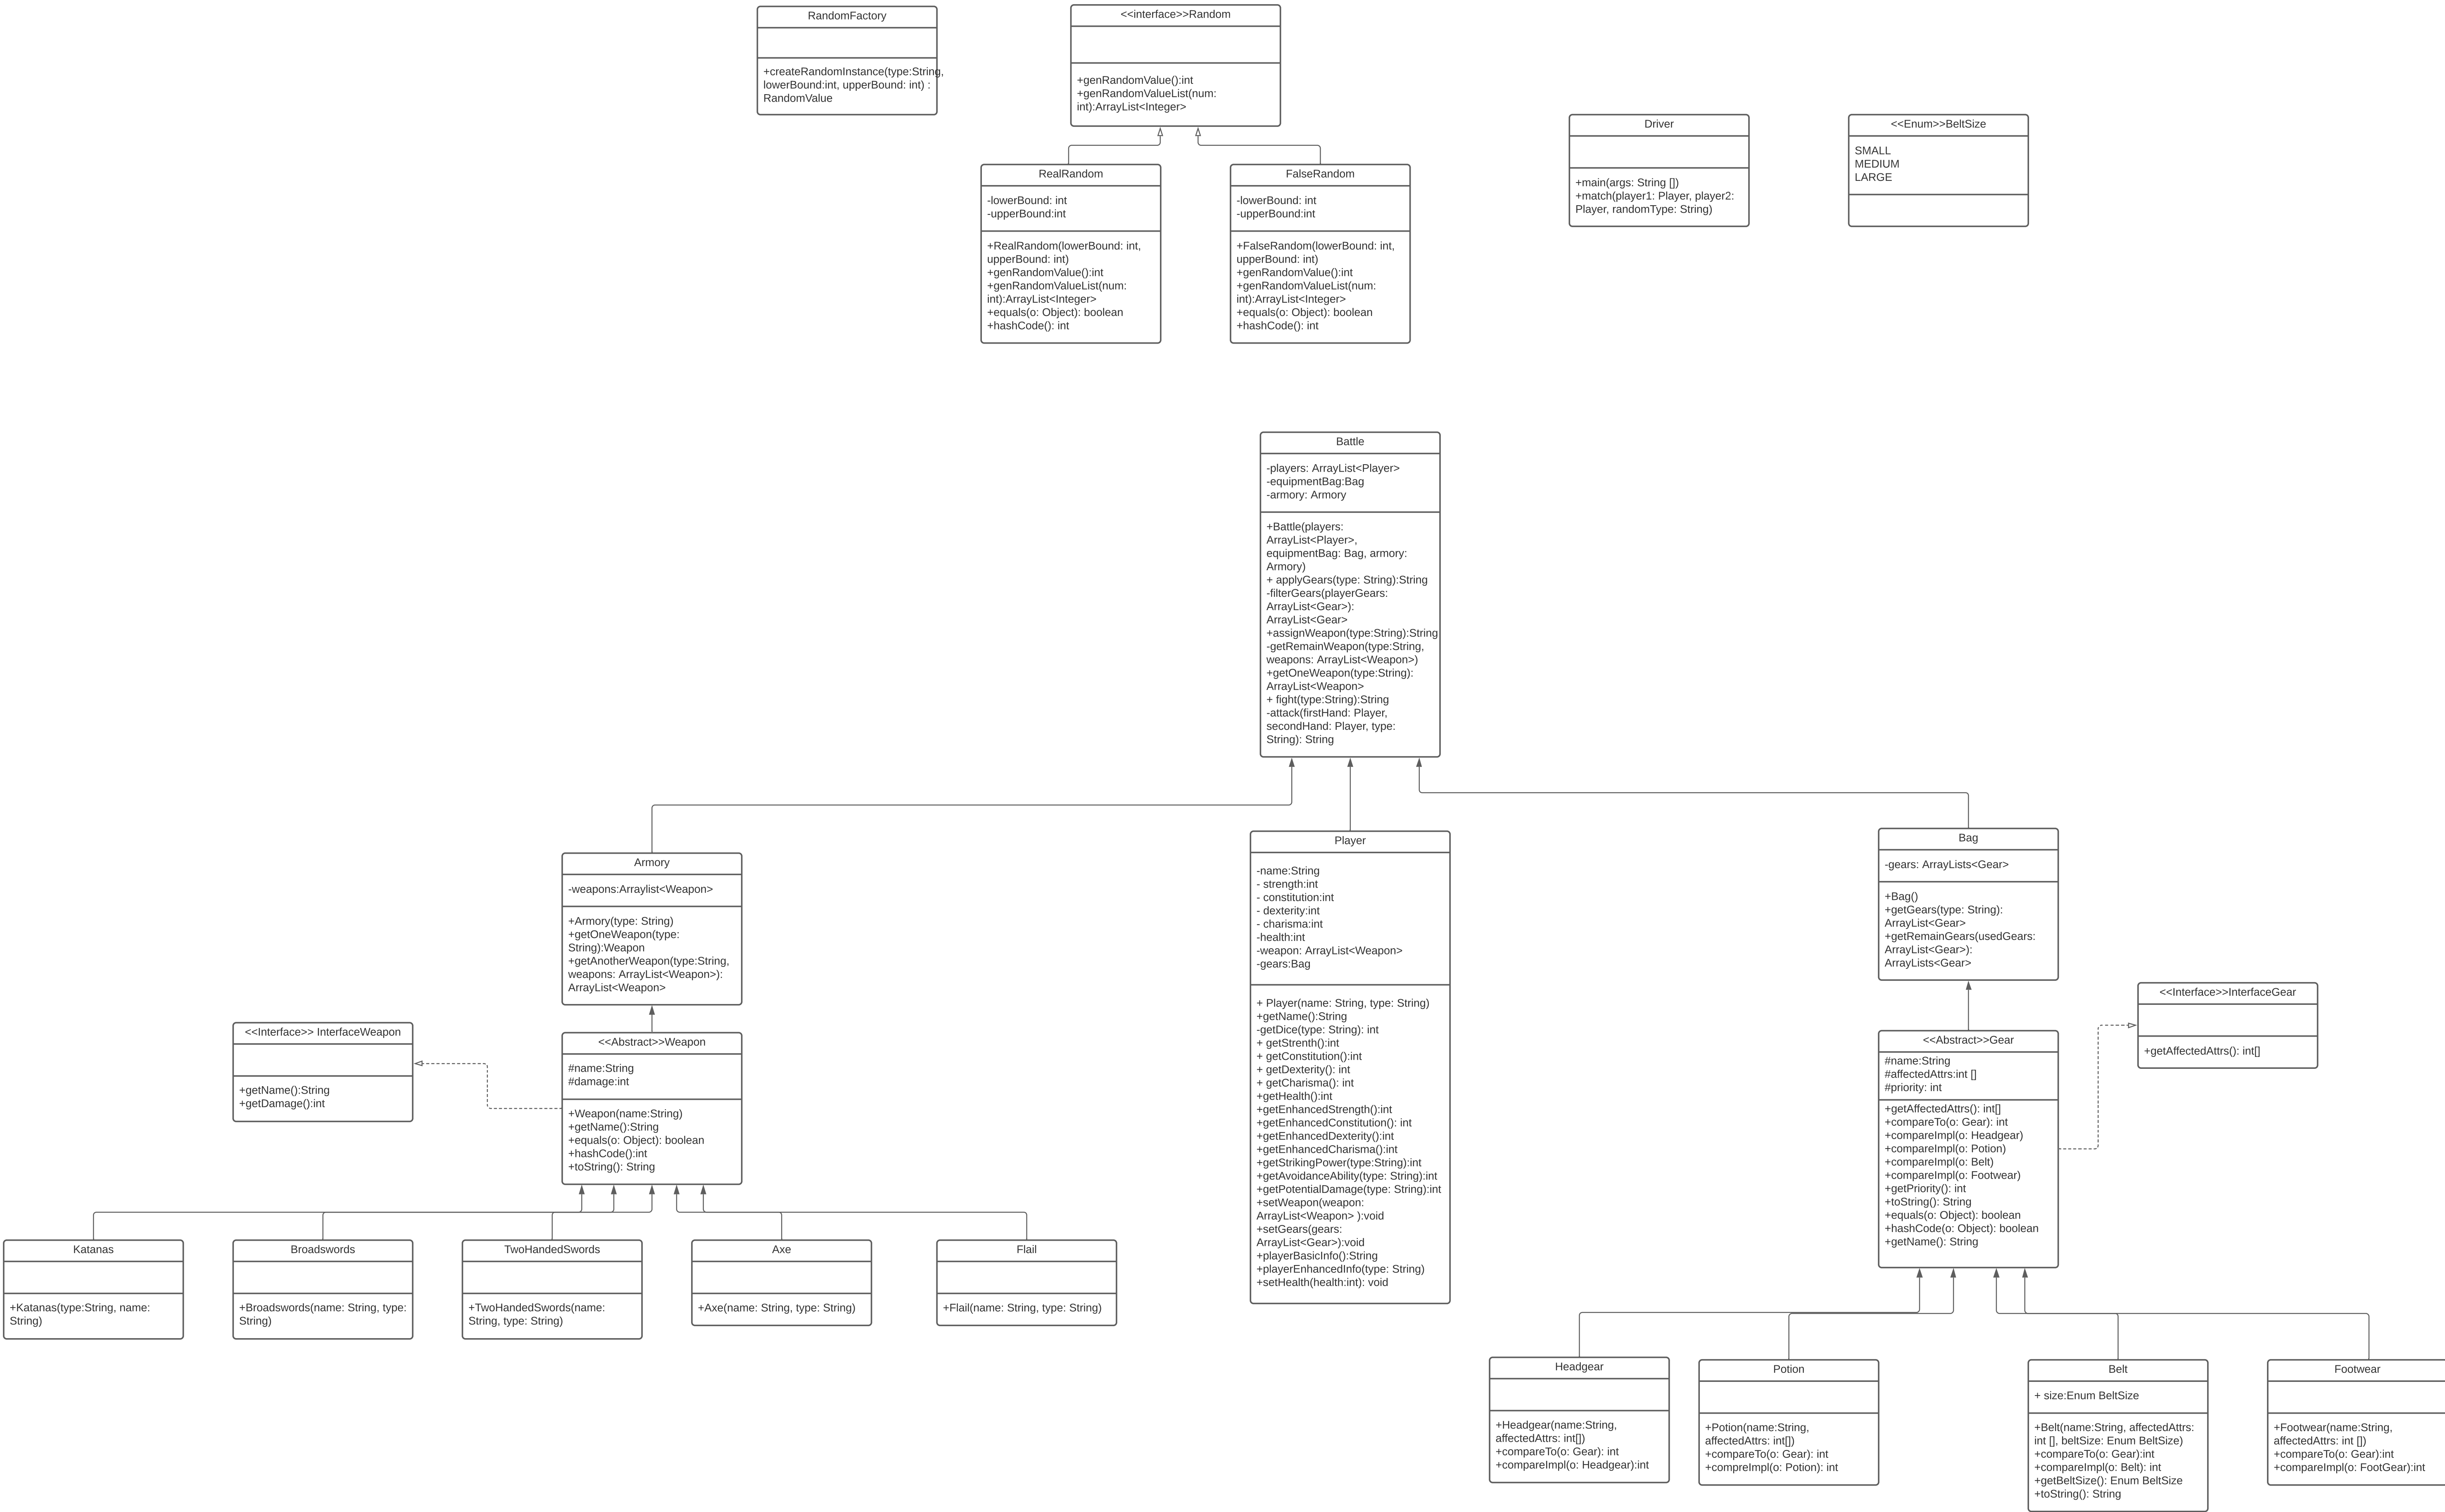 RandomFactory
+createRandomInstance(type:String,
lowerBound:int, upperBound: int) :
RandomValue
<<interface>>Random
+genRandomValue():int
+genRandomValueList(num:
int):ArrayList<Integer>
Driver
+main(args: String [])
+match(player1: Player, player2:
Player, randomType: String)
<<Enum>>BeltSize
SMALL
MEDIUM
LARGE
RealRandom
-lowerBound: int
-upperBound:int
+RealRandom(lowerBound: int,
upperBound: int)
+genRandomValue():int
+genRandomValueList(num:
int):ArrayList<Integer>
+equals(o: Object): boolean
+hashCode(): int
FalseRandom
-lowerBound: int
-upperBound:int
+FalseRandom(lowerBound: int,
upperBound: int)
+genRandomValue():int
+genRandomValueList(num:
int):ArrayList<Integer>
+equals(o: Object): boolean
+hashCode(): int
Battle
-players: ArrayList<Player>
-equipmentBag:Bag
-armory: Armory
+Battle(players:
ArrayList<Player>,
equipmentBag: Bag, armory:
Armory)
+ applyGears(type: String):String
-filterGears(playerGears:
ArrayList<Gear>):
ArrayList<Gear>
+assignWeapon(type:String):String
-getRemainWeapon(type:String,
weapons: ArrayList<Weapon>)
+getOneWeapon(type:String):
ArrayList<Weapon>
+ fight(type:String):String
-attack(firstHand: Player,
secondHand: Player, type:
String): String
Armory
-weapons:Arraylist<Weapon>
+Armory(type: String)
+getOneWeapon(type:
String):Weapon
+getAnotherWeapon(type:String,
weapons: ArrayList<Weapon>):
ArrayList<Weapon>
Player
-name:String
- strength:int
- constitution:int
- dexterity:int
- charisma:int
-health:int
-weapon: ArrayList<Weapon>
-gears:Bag
+ Player(name: String, type: String)
+getName():String
-getDice(type: String): int
+ getStrenth():int
+ getConstitution():int
+ getDexterity(): int
+ getCharisma(): int
+getHealth():int
+getEnhancedStrength():int
+getEnhancedConstitution(): int
+getEnhancedDexterity():int
+getEnhancedCharisma():int
+getStrikingPower(type:String):int
+getAvoidanceAbility(type: String):int
+getPotentialDamage(type: String):int
+setWeapon(weapon:
ArrayList<Weapon> ):void
+setGears(gears:
ArrayList<Gear>):void
+playerBasicInfo():String
+playerEnhancedInfo(type: String)
+setHealth(health:int): void
Bag
-gears: ArrayLists<Gear>
+Bag()
+getGears(type: String):
ArrayList<Gear>
+getRemainGears(usedGears:
ArrayList<Gear>):
ArrayLists<Gear>
<<Interface>> InterfaceWeapon
+getName():String
+getDamage():int
<<Abstract>>Weapon
#name:String
#damage:int
+Weapon(name:String)
+getName():String
+equals(o: Object): boolean
+hashCode():int
+toString(): String
<<Abstract>>Gear
#name:String
#affectedAttrs:int []
#priority: int
+getAffectedAttrs(): int[]
+compareTo(o: Gear): int
+compareImpl(o: Headgear)
+compareImpl(o: Potion)
+compareImpl(o: Belt)
+compareImpl(o: Footwear)
+getPriority(): int
+toString(): String
+equals(o: Object): boolean
+hashCode(o: Object): boolean
+getName(): String
<<Interface>>InterfaceGear
+getAffectedAttrs(): int[]
Katanas
+Katanas(type:String, name:
String)
Broadswords
+Broadswords(name: String, type:
String)
TwoHandedSwords
+TwoHandedSwords(name:
String, type: String)
Axe
+Axe(name: String, type: String)
Flail
+Flail(name: String, type: String)
Headgear
+Headgear(name:String,
affectedAttrs: int[])
+compareTo(o: Gear): int
+compareImpl(o: Headgear):int
Potion
+Potion(name:String,
affectedAttrs: int[])
+compareTo(o: Gear): int
+compreImpl(o: Potion): int
Belt
+ size:Enum BeltSize
+Belt(name:String, affectedAttrs:
int [], beltSize: Enum BeltSize)
+compareTo(o: Gear):int
+compareImpl(o: Belt): int
+getBeltSize(): Enum BeltSize
+toString(): String
Footwear
+Footwear(name:String,
affectedAttrs: int [])
+compareTo(o: Gear):int
+compareImpl(o: FootGear):int